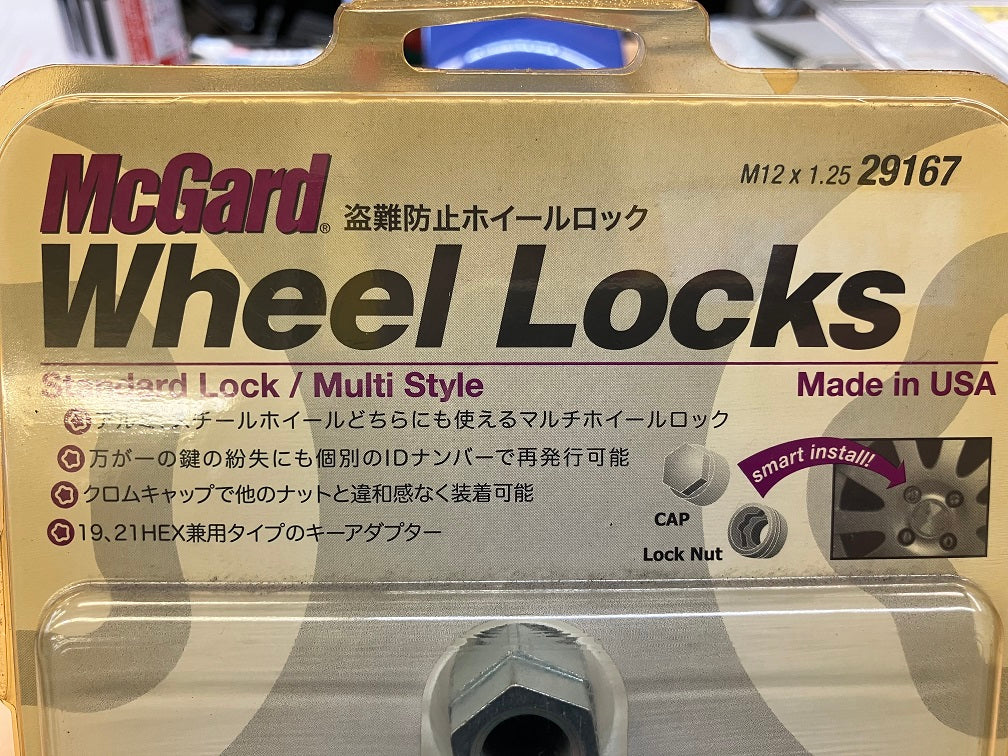 McGard® 盗難防止ホイールロック
M12 x 1.25 29167
Wheel Locks
Standard Lock / Multi Style
Made in USA
アルミ、スチールホイールどちらにも使えるマルチホイールロック
万が一の鍵の紛失にも個別のIDナンバーで再発行可能
クロムキャップで他のナットと違和感なく装着可能
19、21HEX兼用タイプのキーアダプター
smart install!
CAP
Lock Nut